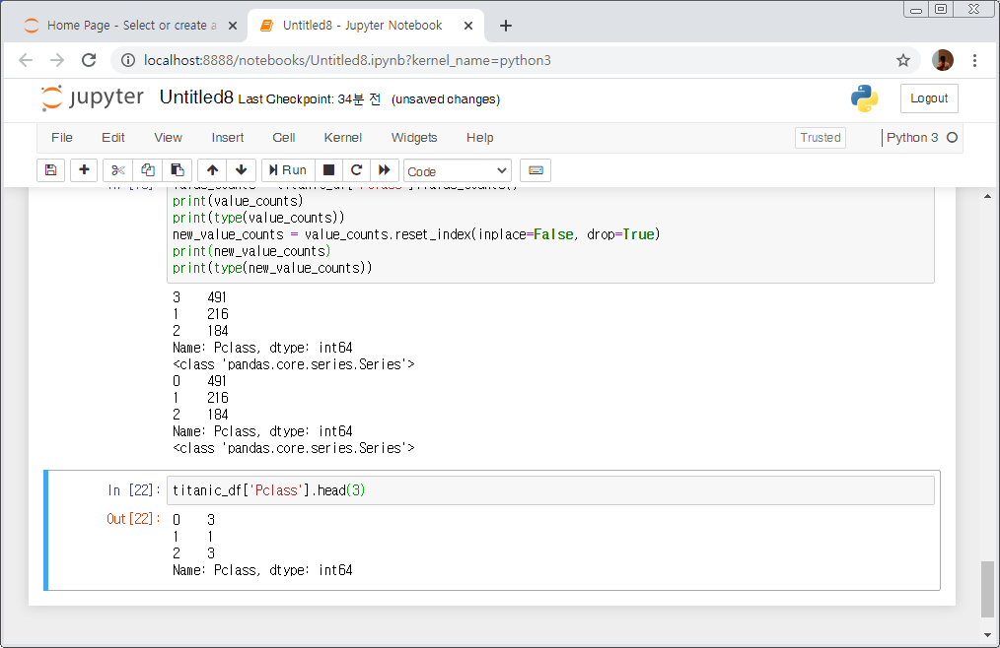 Home Page - Select or create a
Untitled8 - Jupyter Notebook
localhost:8888/notebooks/Untitled8.ipynb?kernel_name=python3
jupyter Untitled8 Last Checkpoint: 34분 전 (unsaved changes)
Logout
File Edit View Insert Cell Kernel Widgets Help Trusted Python 3
Run Code
print(value_counts)
print(type(value_counts))
new_value_counts = value_counts.reset_index(inplace=False, drop=True)
print(new_value_counts)
print(type(new_value_counts))
3 491
1 216
2 184
Name: Pclass, dtype: int64
<class 'pandas.core.series.Series'>
0 491
1 216
2 184
Name: Pclass, dtype: int64
<class 'pandas.core.series.Series'>
In [22]: titanic_df['Pclass'].head(3)
Out[22]: 0 3
1 1
2 3
Name: Pclass, dtype: int64